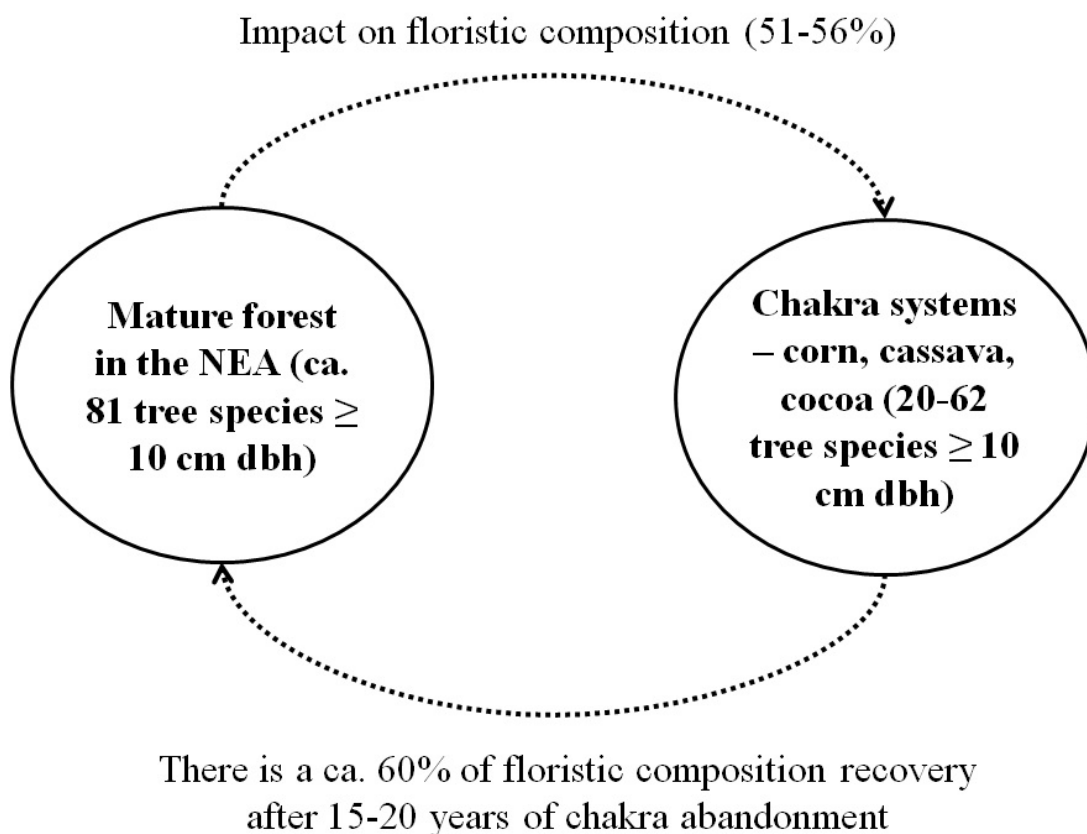 Impact on floristic composition (51-56%)
Mature forest
in the NEA (ca.
81 tree species ≥
10 cm dbh)
Chakra systems
– corn, cassava,
cocoa (20-62
tree species ≥ 10
cm dbh)
There is a ca. 60% of floristic composition recovery
after 15-20 years of chakra abandonment